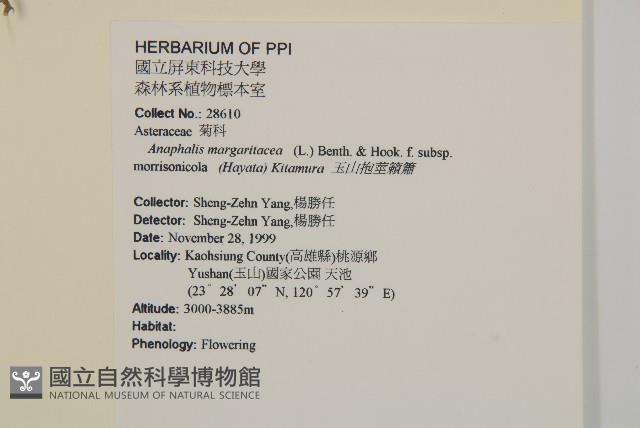 HERBARIUM OF PPI
國立屏東科技大學
森林系植物標本室
Collect No.: 28610
Asteraceae 菊科
Anaphalis margaritacea (L.) Benth. & Hook. f. subsp.
morrisonicola (Hayata) Kitamura 玉山抱莖籟簫
Collector: Sheng-Zehn Yang,楊勝任
Detector: Sheng-Zehn Yang,楊勝任
Date: November 28, 1999
Locality: Kaohsiung County(高雄縣)桃源鄉
Yushan(玉山)國家公園 天池
(23° 28' 07" N, 120° 57' 39" E)
Altitude: 3000-3885m
Habitat:
Phenology: Flowering
國立自然科學博物館
NATIONAL MUSEUM OF NATURAL SCIENCE